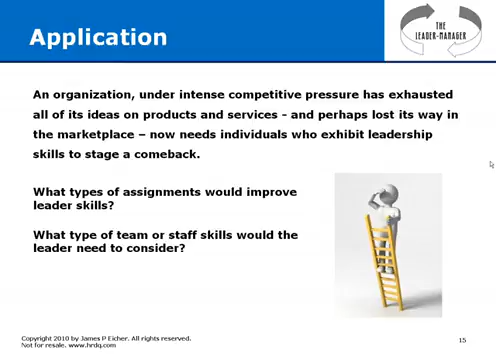 Application
THE
LEADER-MANAGER
An organization, under intense competitive pressure has exhausted
all of its ideas on products and services - and perhaps lost its way in
the marketplace – now needs individuals who exhibit leadership
skills to stage a comeback.
What types of assignments would improve
leader skills?
What type of team or staff skills would the
leader need to consider?
Copyright 2010 by James P Eicher. All rights reserved.
Not for resale. www.hrdq.com
15